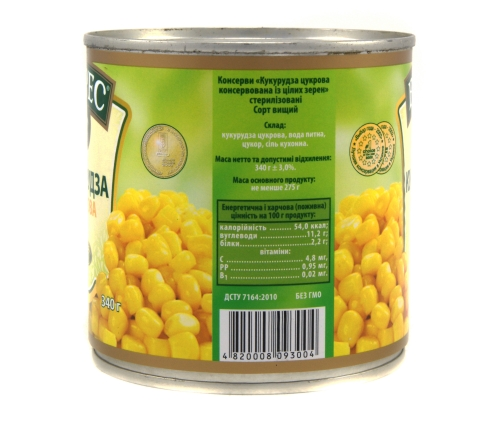 ЕС
Консерви «Кукурудза цукрова
консервована із цілих зерен»
стерилізовані
Сорт вищий
Склад:
кукурудза цукрова, вода питна,
цукор, сіль кухонна.
Маса нетто та допустимі відхилення:
340 г ± 3,0%.
Маса основного продукту:
не менше 275 г
Енергетична і харчова (поживна)
цінність на 100 г продукту:
калорійність 54,0 ккал;
вуглеводи 11,2 г;
білки 2,2 г;
вітаміни:
С 4,8 мг,
РР 0,95 мг,
В1 0,02 мг.
ДСТУ 7164:2010 БЕЗ ГМО
4 820008 093004
340 г